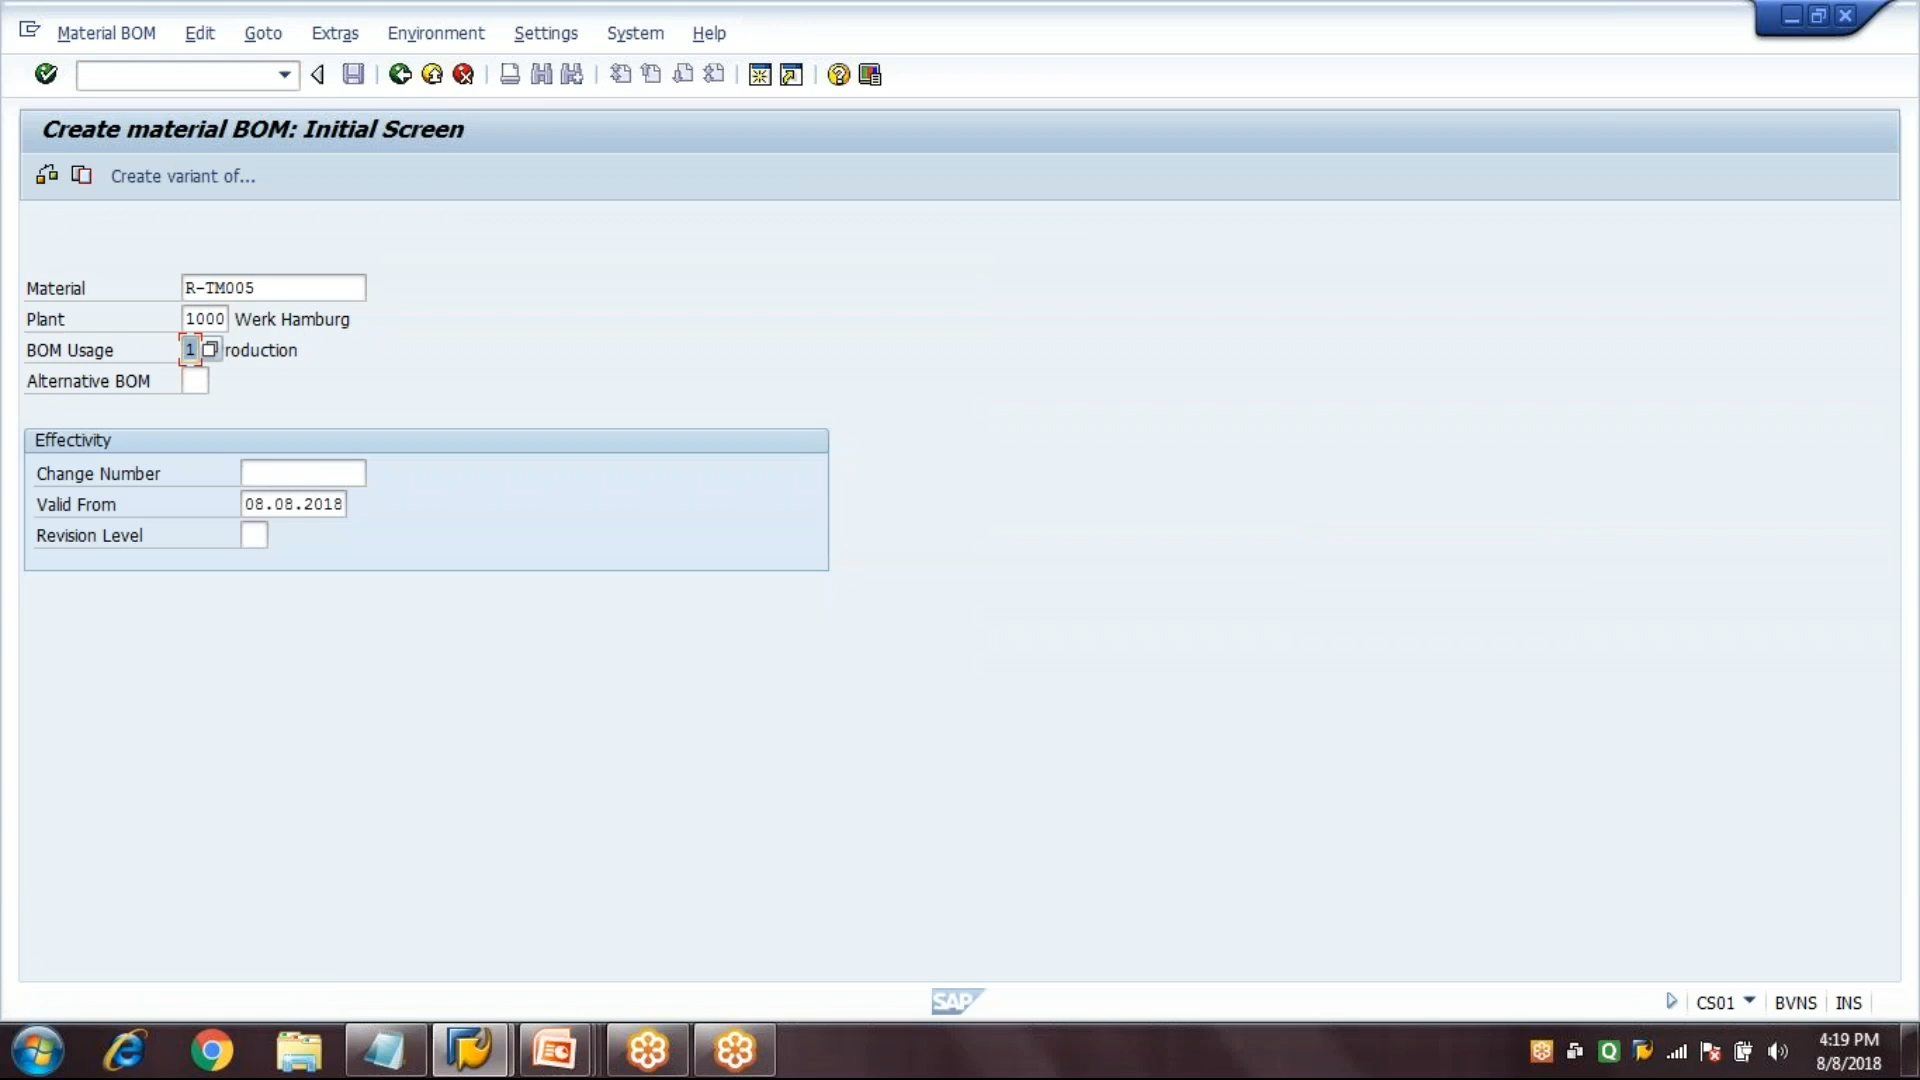 Material BOM Edit Goto Extras Environment Settings System Help
Create material BOM: Initial Screen
Create variant of...
Material R-TM005
Plant 1000 Werk Hamburg
BOM Usage 1 roduction
Alternative BOM
Effectivity
Change Number
Valid From 08.08.2018
Revision Level
SAP
CS01 BVNS INS
4:19 PM
8/8/2018